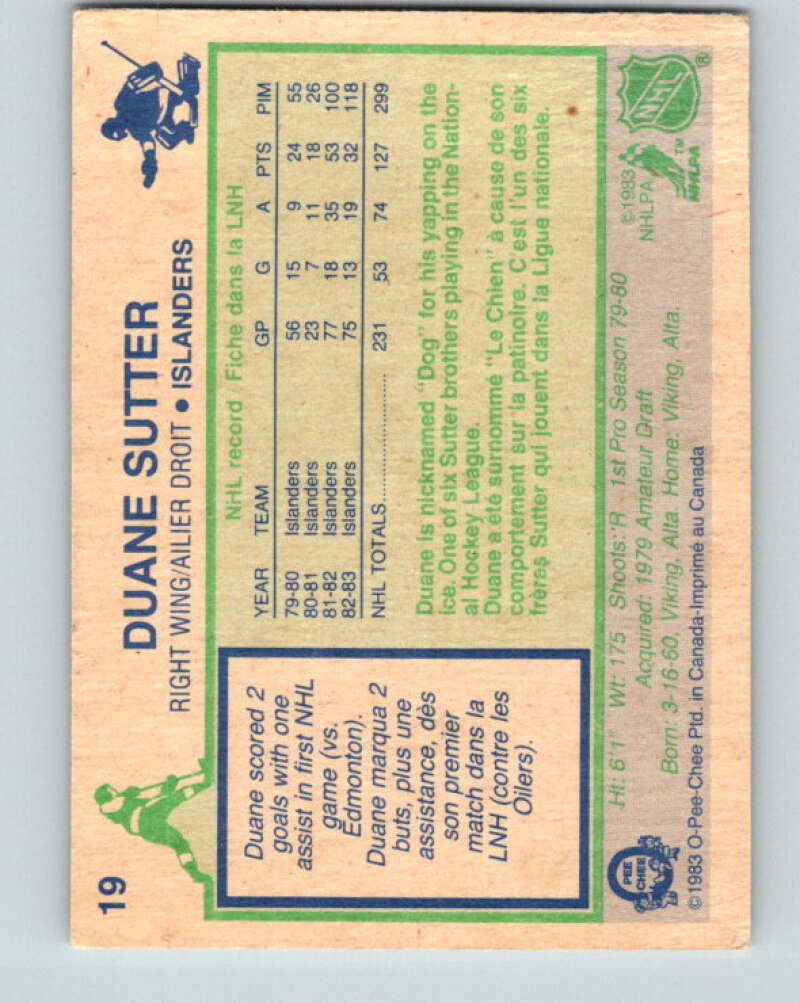 19
DUANE SUTTER
RIGHT WING/AILIER DROIT • ISLANDERS
Duane scored 2
goals with one
assist in first NHL
game (vs.
Edmonton).
Duane marqua 2
buts, plus une
assistance, dès
son premier
match dans la
LNH (contre les
Oilers).
NHL record Fiche dans la LNH
YEAR TEAM GP G A PTS PIM
79-80 Islanders 56 15 9 24 55
80-81 Islanders 23 7 11 18 26
81-82 Islanders 77 18 35 53 100
82-83 Islanders 75 13 19 32 118
NHL TOTALS 231 53 74 127 299
Duane is nicknamed "Dog" for his yapping on the
ice. One of six Sutter brothers playing in the Nation-
al Hockey League.
Duane a été surnommé "Le Chien" à cause de son
comportement sur la patinoire. C'est l'un des six
frères Sutter qui jouent dans la Ligue nationale.
Ht: 6'1" Wt: 175 Shoots: R 1st Pro Season 79-80
Acquired: 1979 Amateur Draft
Born: 3-16-60, Viking, Alta. Home: Viking, Alta.
©1983 O-Pee-Chee Ptd. in Canada-Imprimé au Canada
O
PEE
CHEE
©1983
NHLPA
NHLPA
TM
NHL
®